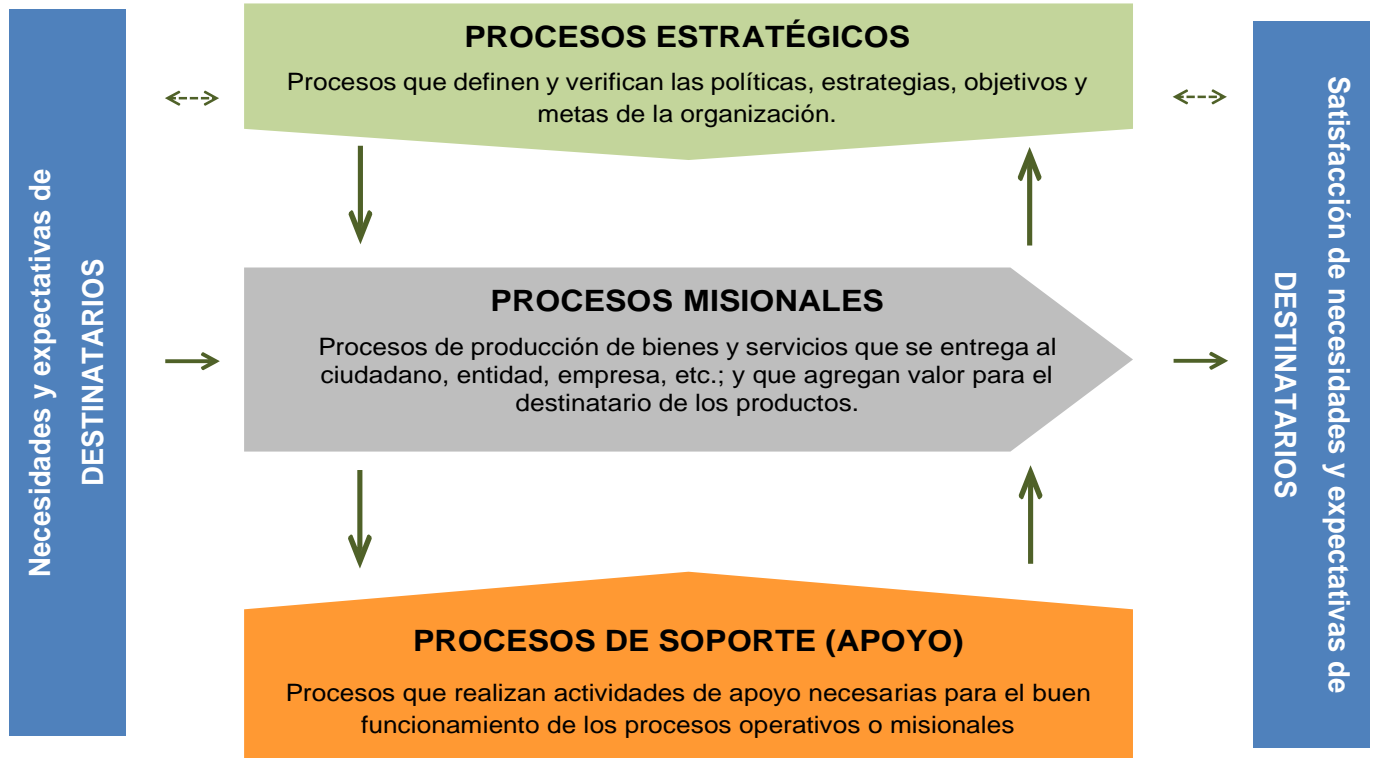 Necesidades y expectativas de
DESTINATARIOS
PROCESOS ESTRATÉGICOS
Procesos que definen y verifican las políticas, estrategias, objetivos y
metas de la organización.
PROCESOS MISIONALES
Procesos de producción de bienes y servicios que se entrega al
ciudadano, entidad, empresa, etc.; y que agregan valor para el
destinatario de los productos.
PROCESOS DE SOPORTE (APOYO)
Procesos que realizan actividades de apoyo necesarias para el buen
funcionamiento de los procesos operativos o misionales
Satisfacción de necesidades y expectativas de
DESTINATARIOS